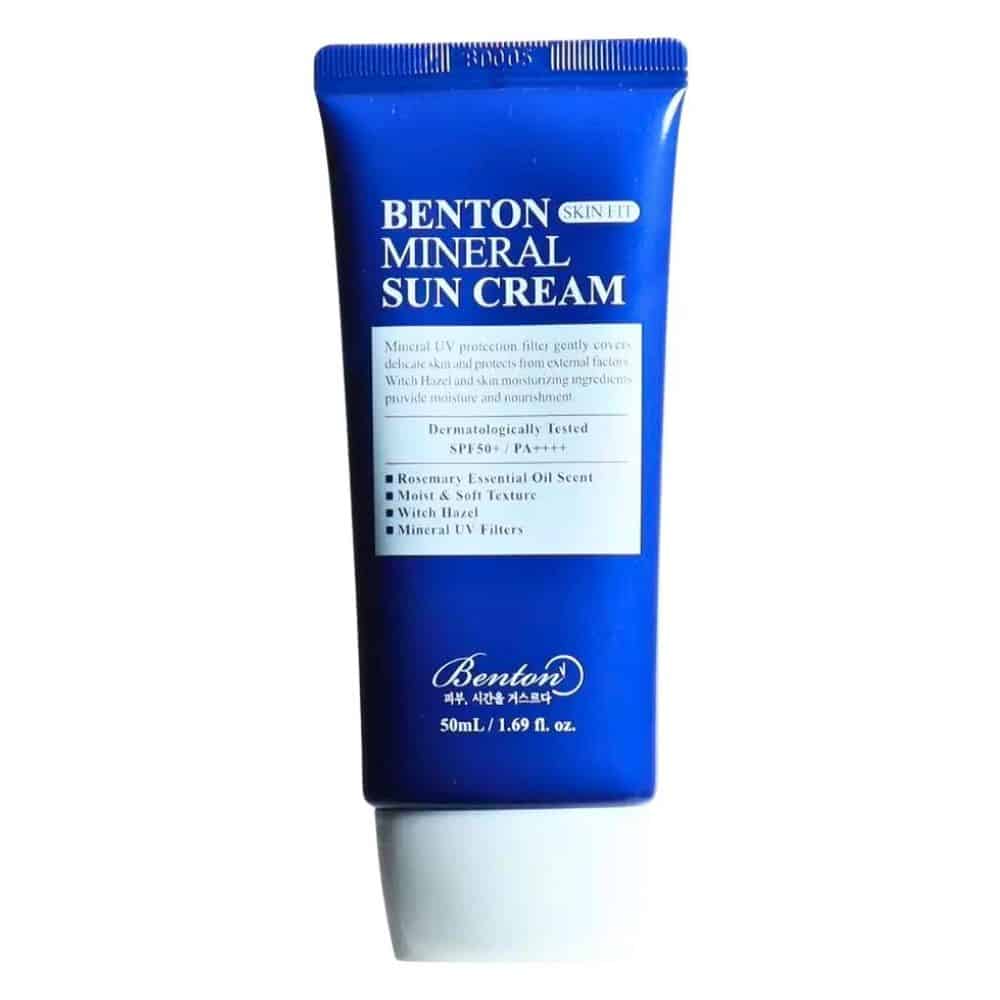 B0005
BENTON SKIN FIT
MINERAL
SUN CREAM
Mineral UV protection filter gently covers
delicate skin and protects from external factors.
Witch Hazel and skin moisturizing ingredients
provide moisture and nourishment.
Dermatologically Tested
SPF50+ / PA++++
■ Rosemary Essential Oil Scent
■ Moist & Soft Texture
■ Witch Hazel
■ Mineral UV Filters
Benton
피부, 시간을 거스르다
50mL / 1.69 fl. oz.